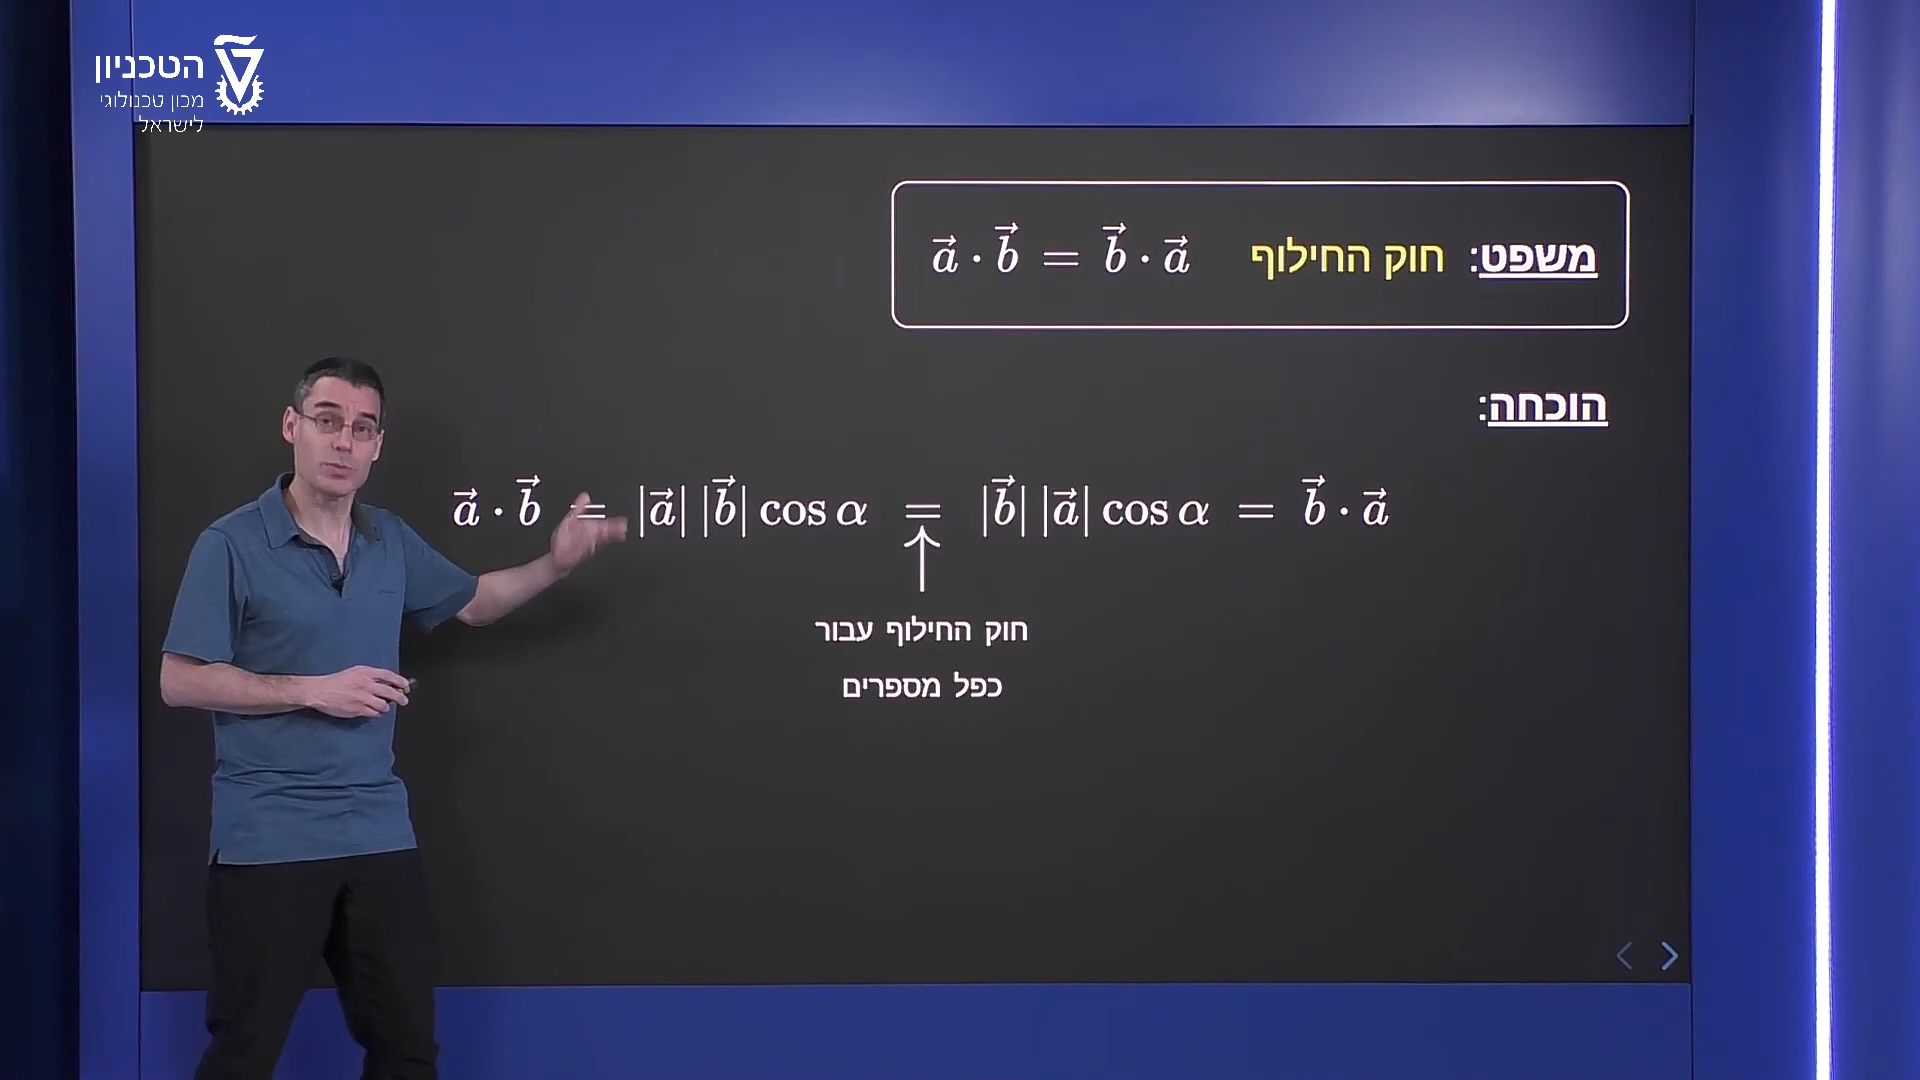 הטכניון
מכון טכנולוגי
לישראל
משפט: חוק החילוף $\vec{a} \cdot \vec{b} = \vec{b} \cdot \vec{a}$
הוכחה:
$\vec{a} \cdot \vec{b} = |\vec{a}| |\vec{b}| \cos \alpha = |\vec{b}| |\vec{a}| \cos \alpha = \vec{b} \cdot \vec{a}$
חוק החילוף עבור
כפל מספרים